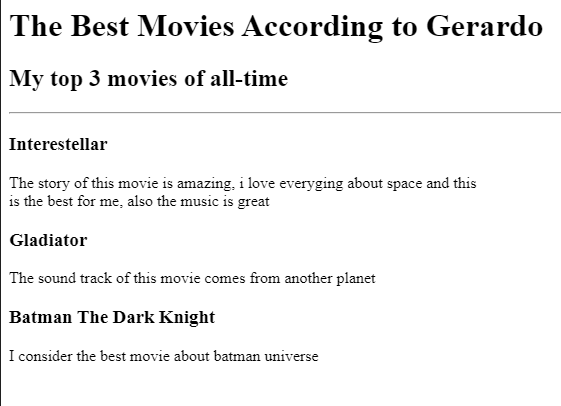 The Best Movies According to Gerardo
My top 3 movies of all-time
Interestellar
The story of this movie is amazing, i love everyging about space and this
is the best for me, also the music is great
Gladiator
The sound track of this movie comes from another planet
Batman The Dark Knight
I consider the best movie about batman universe